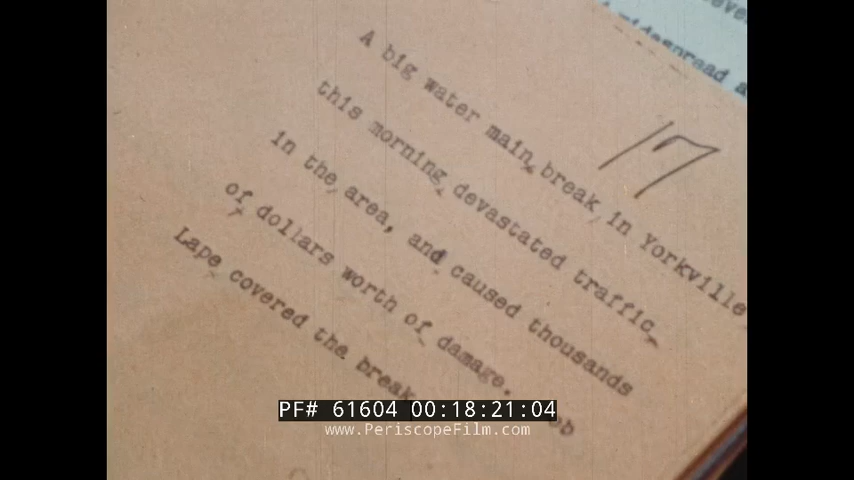 widespread
17
A big water main break in Yorkville
this morning devastated traffic
in the area, and caused thousands
of dollars worth of damage.
Lape covered the break
PF# 61604 00:18:21:04
www.PeriscopeFilm.com